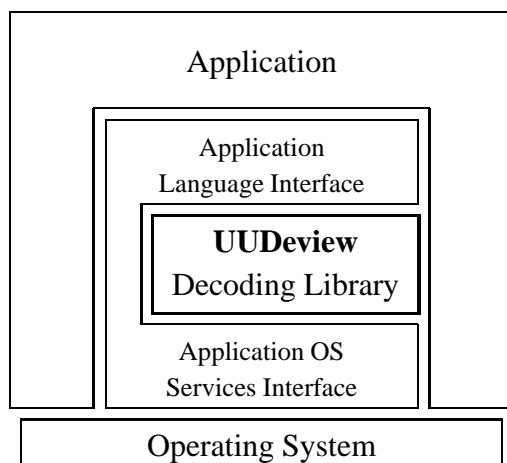 Application
Application
Language Interface
UUDeview
Decoding Library
Application OS
Services Interface
Operating System